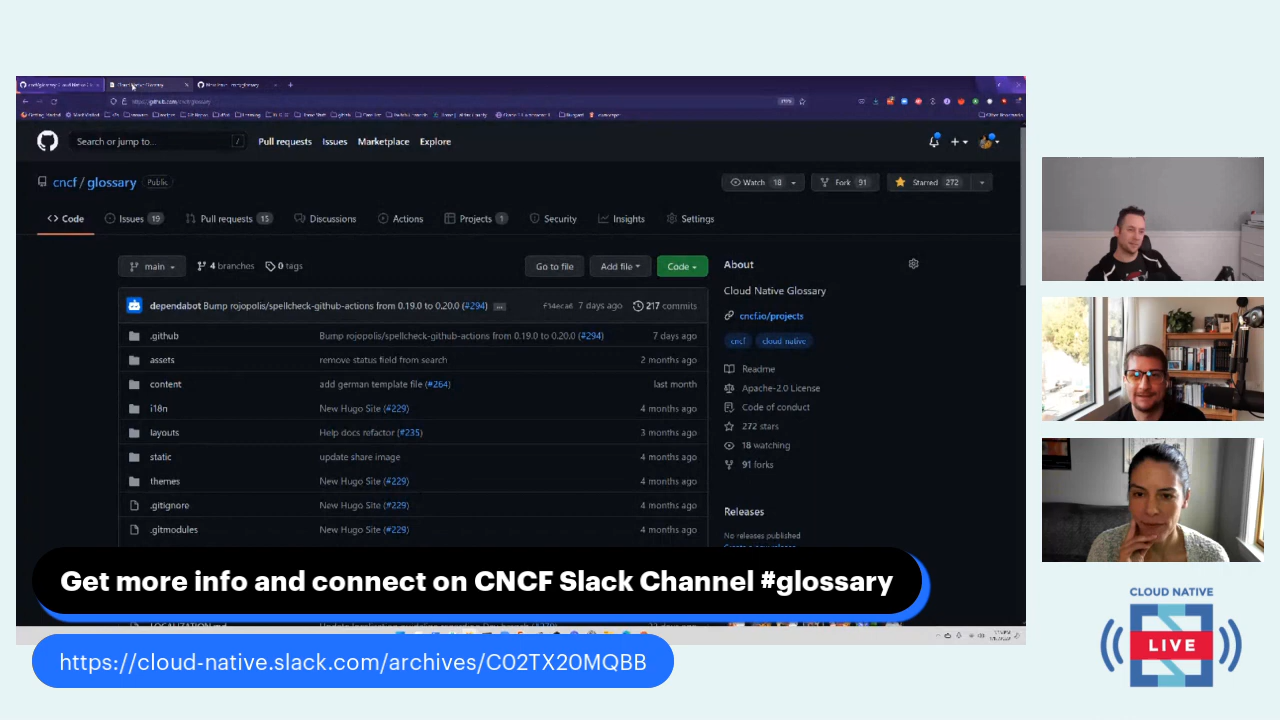 Search or jump to... /
Pull requests Issues Marketplace Explore
cncf / glossary Public
Watch 18 Fork 91 Starred 272
Code Issues 19 Pull requests 15 Discussions Actions Projects 1 Security Insights Settings
main 4 branches 0 tags Go to file Add file Code
dependabot Bump rojopolis/spellcheck-github-actions from 0.19.0 to 0.20.0 (#294) ... 7 days ago 217 commits
.github Bump rojopolis/spellcheck-github-actions from 0.19.0 to 0.20.0 (#294) 7 days ago
assets remove status field from search 2 months ago
content add german template file (#264) last month
i18n New Hugo Site (#229) 4 months ago
layouts Help docs refactor (#235) 3 months ago
static update share image 4 months ago
themes New Hugo Site (#229) 4 months ago
.gitignore New Hugo Site (#229) 4 months ago
.gitmodules New Hugo Site (#229) 4 months ago
About
Cloud Native Glossary
cncf.io/projects
cncf cloud-native
Readme
Apache-2.0 License
Code of conduct
272 stars
18 watching
91 forks
Releases
No releases published
Get more info and connect on CNCF Slack Channel #glossary
https://cloud-native.slack.com/archives/C02TX20MQBB
CLOUD NATIVE
LIVE